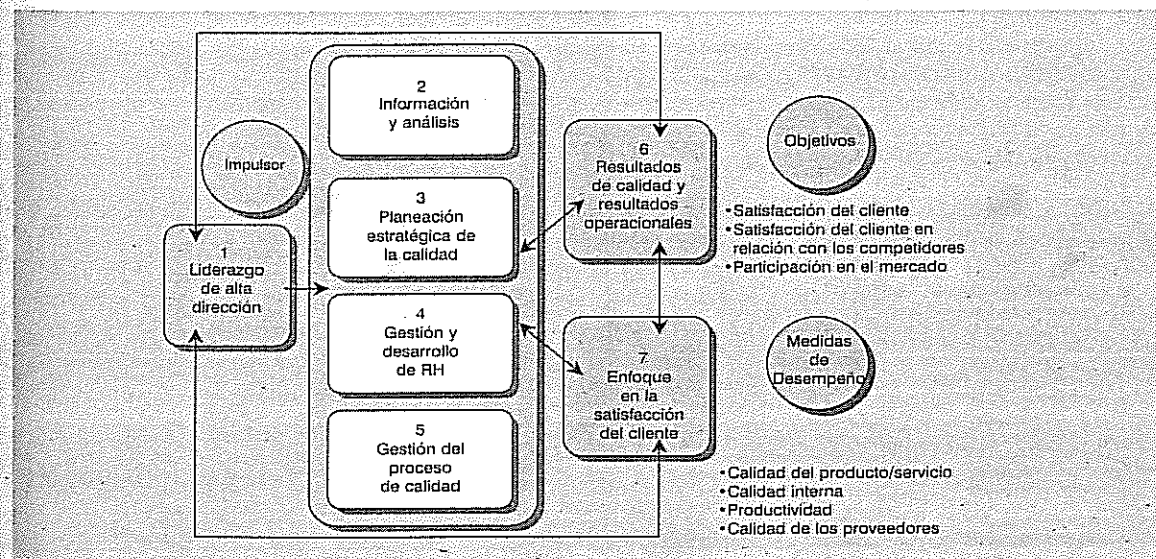 Impulsor
1
Liderazgo
de alta
dirección
2
Información
y análisis
3
Planeación
estratégica de
la calidad
4
Gestión y
desarrollo
de RH
5
Gestión del
proceso
de calidad
6
Resultados
de calidad y
resultados
operacionales
7
Enfoque
en la
satisfacción
del cliente
Objetivos
•Satisfacción del cliente
•Satisfacción del cliente en
relación con los competidores
•Participación en el mercado
Medidas
de
Desempeño
•Calidad del producto/servicio
•Calidad interna
•Productividad
•Calidad de los proveedores